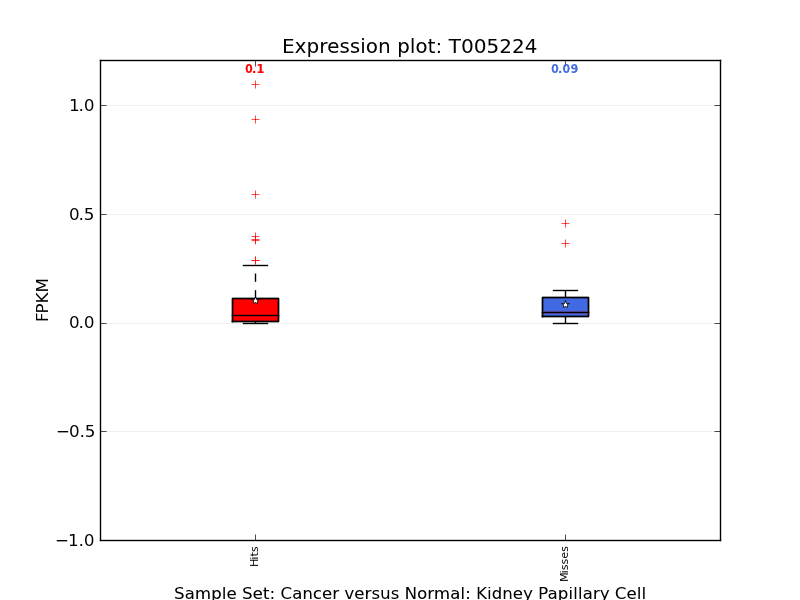 Expression plot: T005224
0.1
0.09
1.0
0.5
0.0
−0.5
−1.0
FPKM
Hits
Misses
Sample Set: Cancer versus Normal: Kidney Papillary Cell